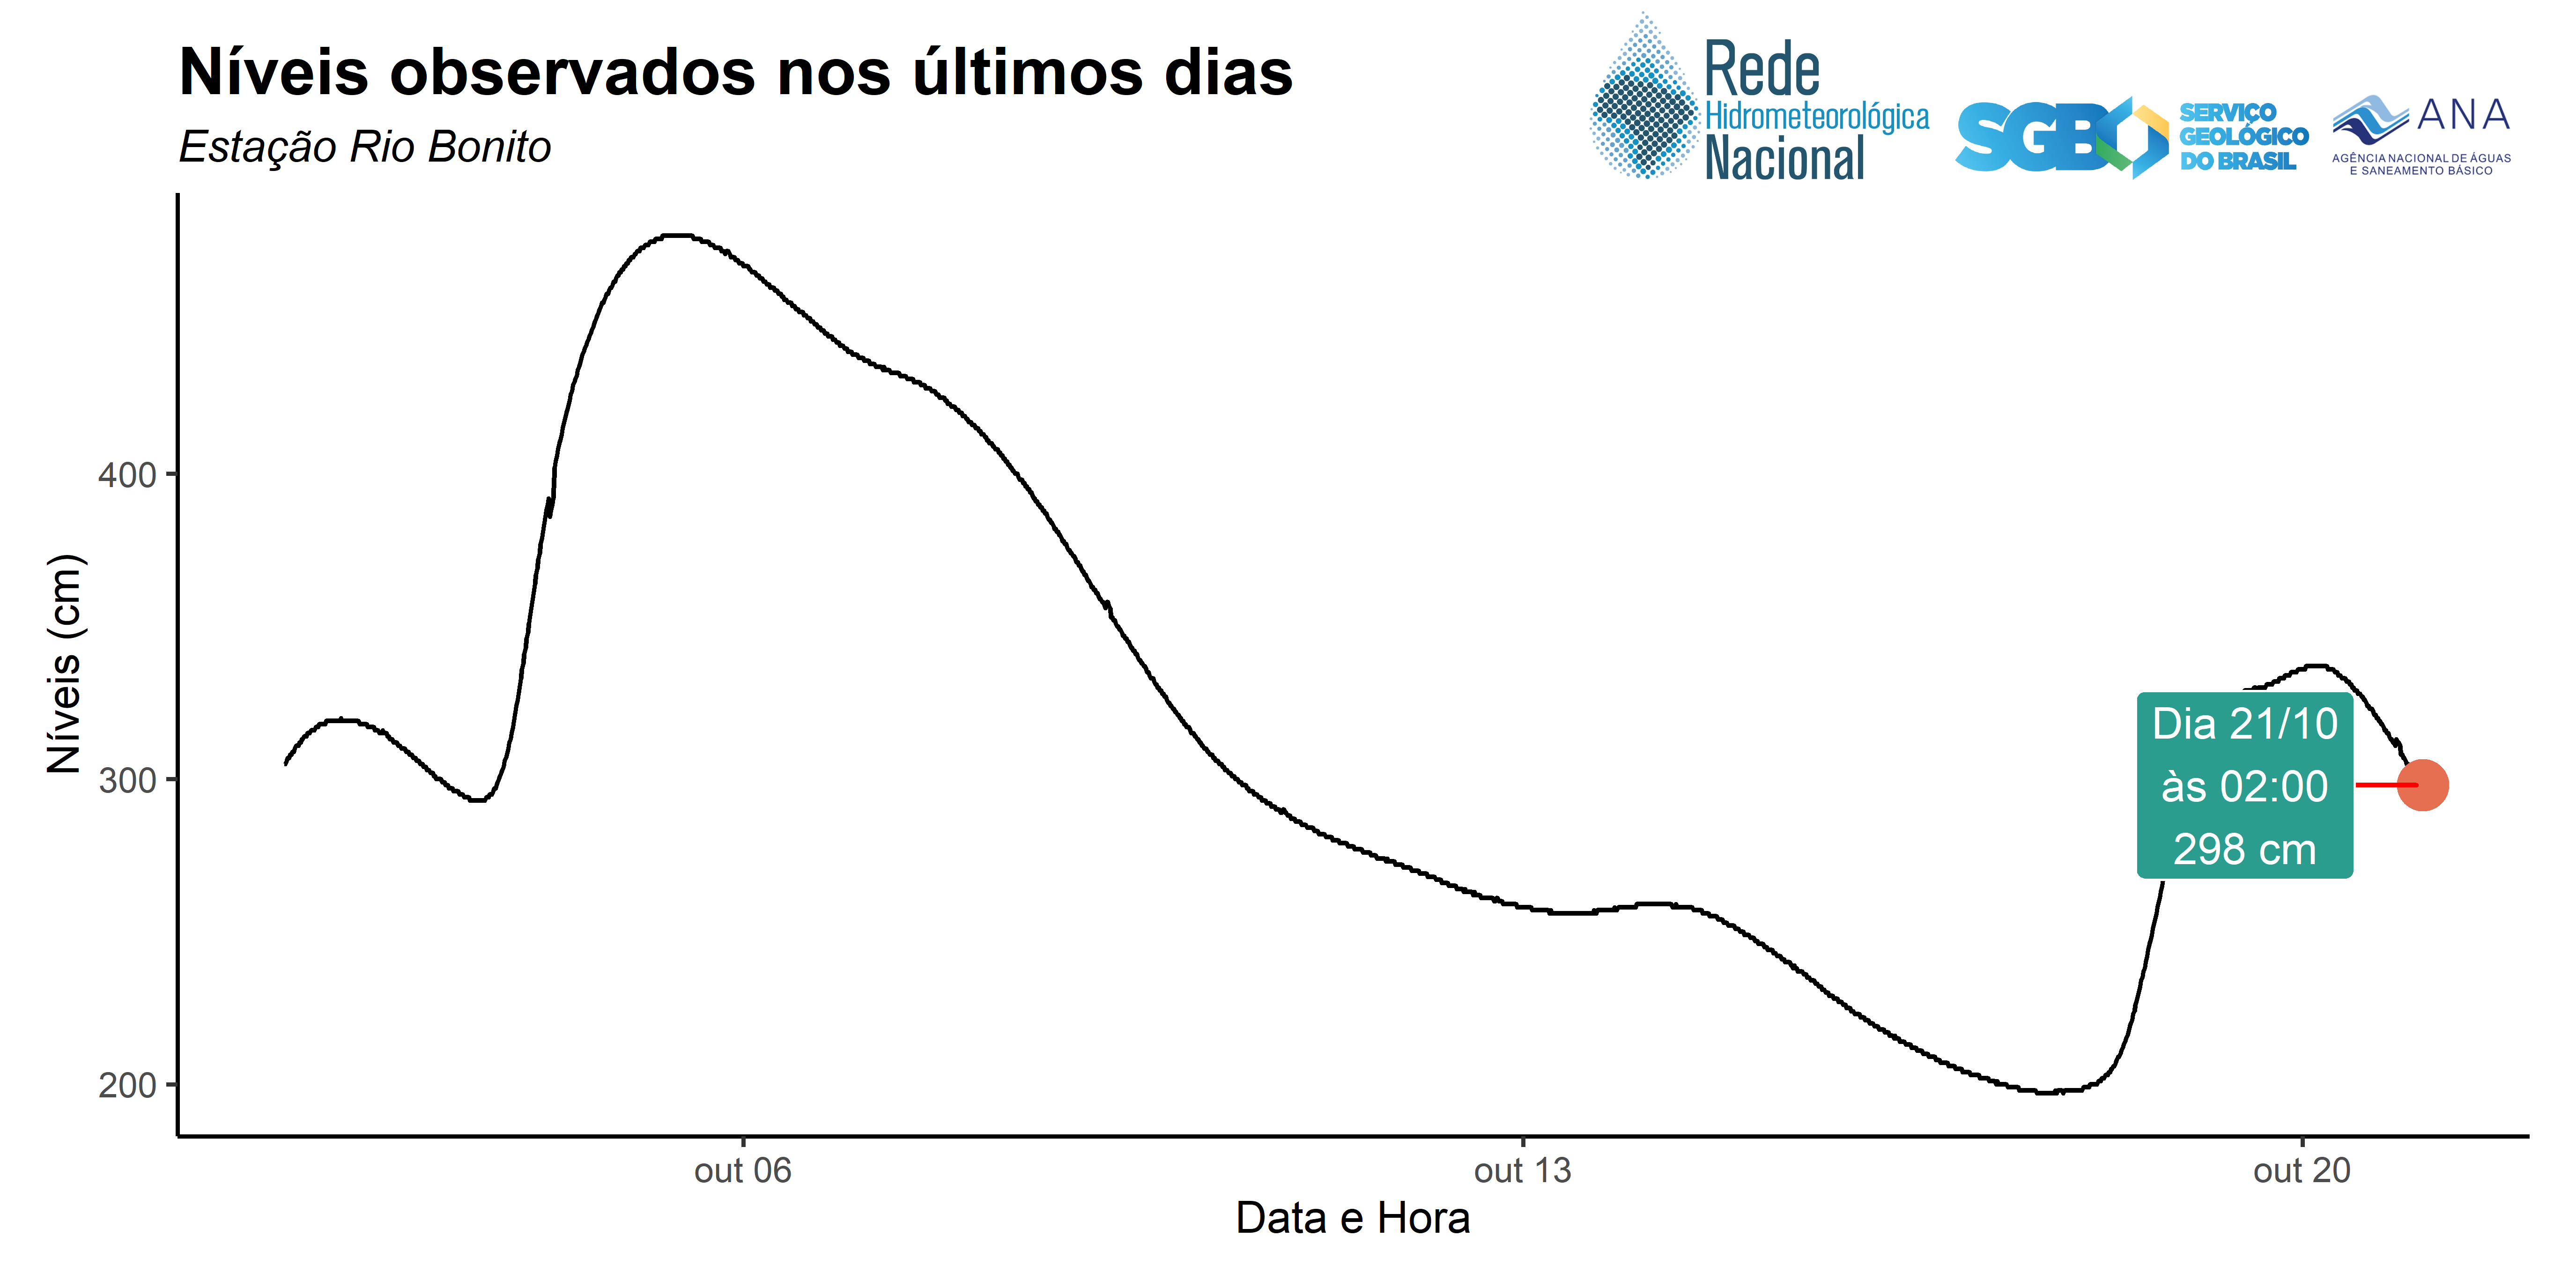 Níveis observados nos últimos dias
Estação Rio Bonito
Rede
Hidrometeorológica
Nacional
SGB
SERVIÇO
GEOLÓGICO
DO BRASIL
ANA
AGÊNCIA NACIONAL DE ÁGUAS
E SANEAMENTO BÁSICO
Níveis (cm)
400
300
200
Dia 21/10
às 02:00
298 cm
out 06
out 13
out 20
Data e Hora